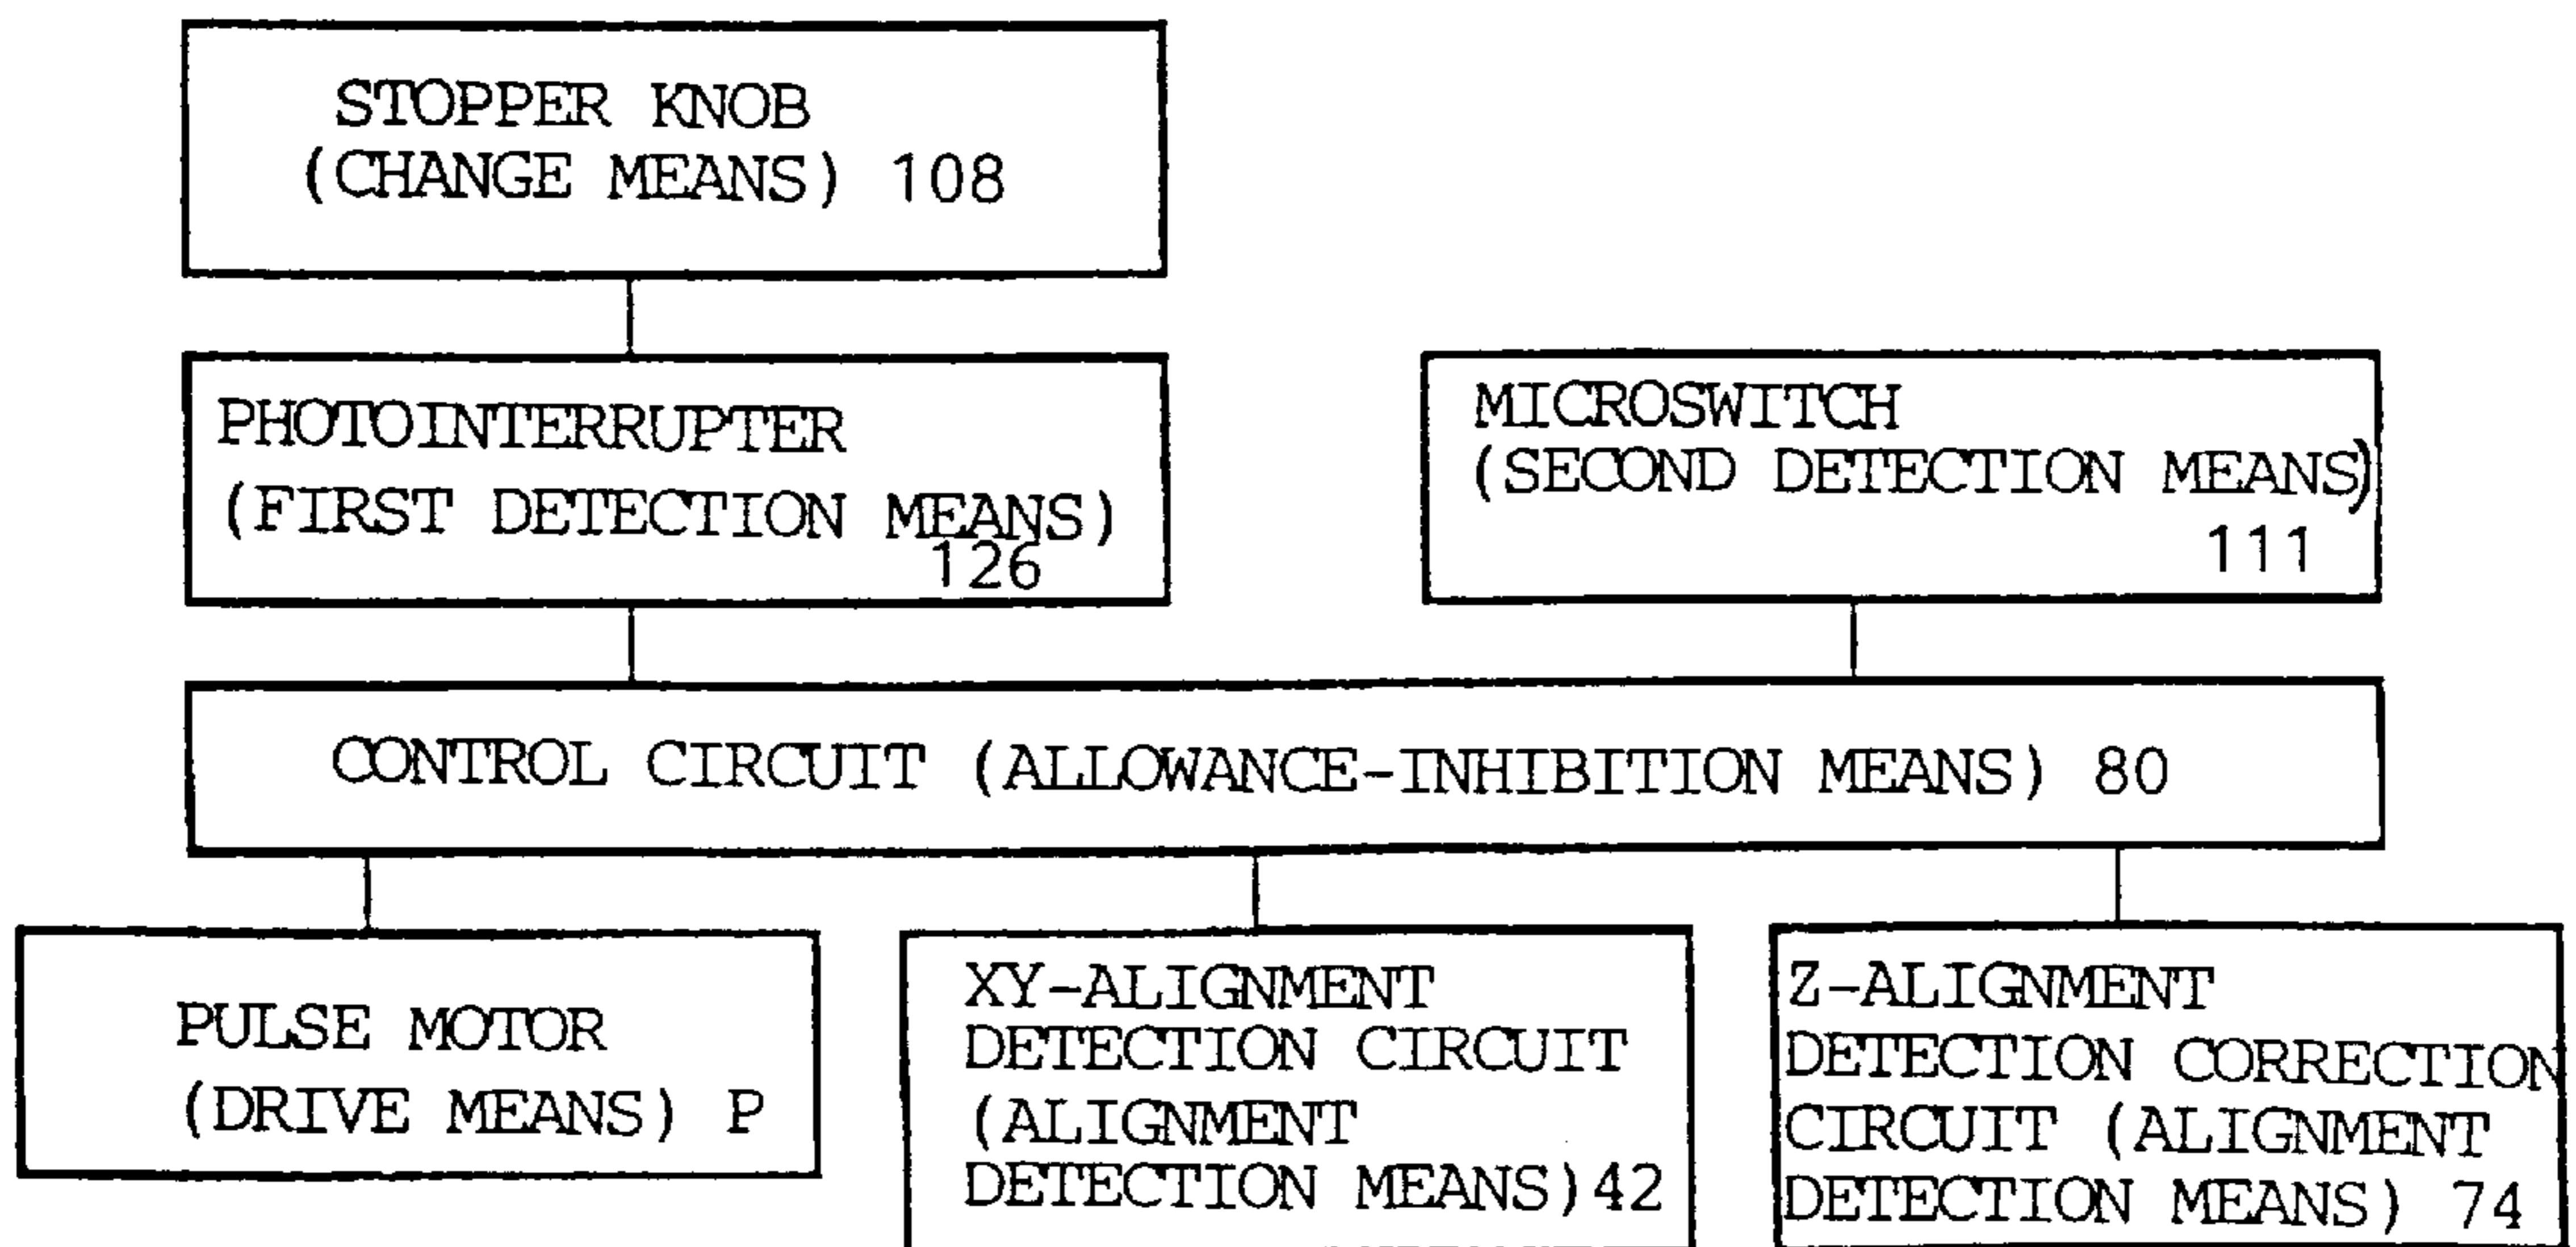 STOPPER KNOB
(CHANGE MEANS) 108
PHOTOINTERRUPTER
(FIRST DETECTION MEANS)
126
MICROSWITCH
(SECOND DETECTION MEANS)
111
CONTROL CIRCUIT (ALLOWANCE-INHIBITION MEANS) 80
PULSE MOTOR
(DRIVE MEANS) P
XY-ALIGNMENT
DETECTION CIRCUIT
(ALIGNMENT
DETECTION MEANS)42
Z-ALIGNMENT
DETECTION CORRECTION
CIRCUIT (ALIGNMENT
DETECTION MEANS) 74